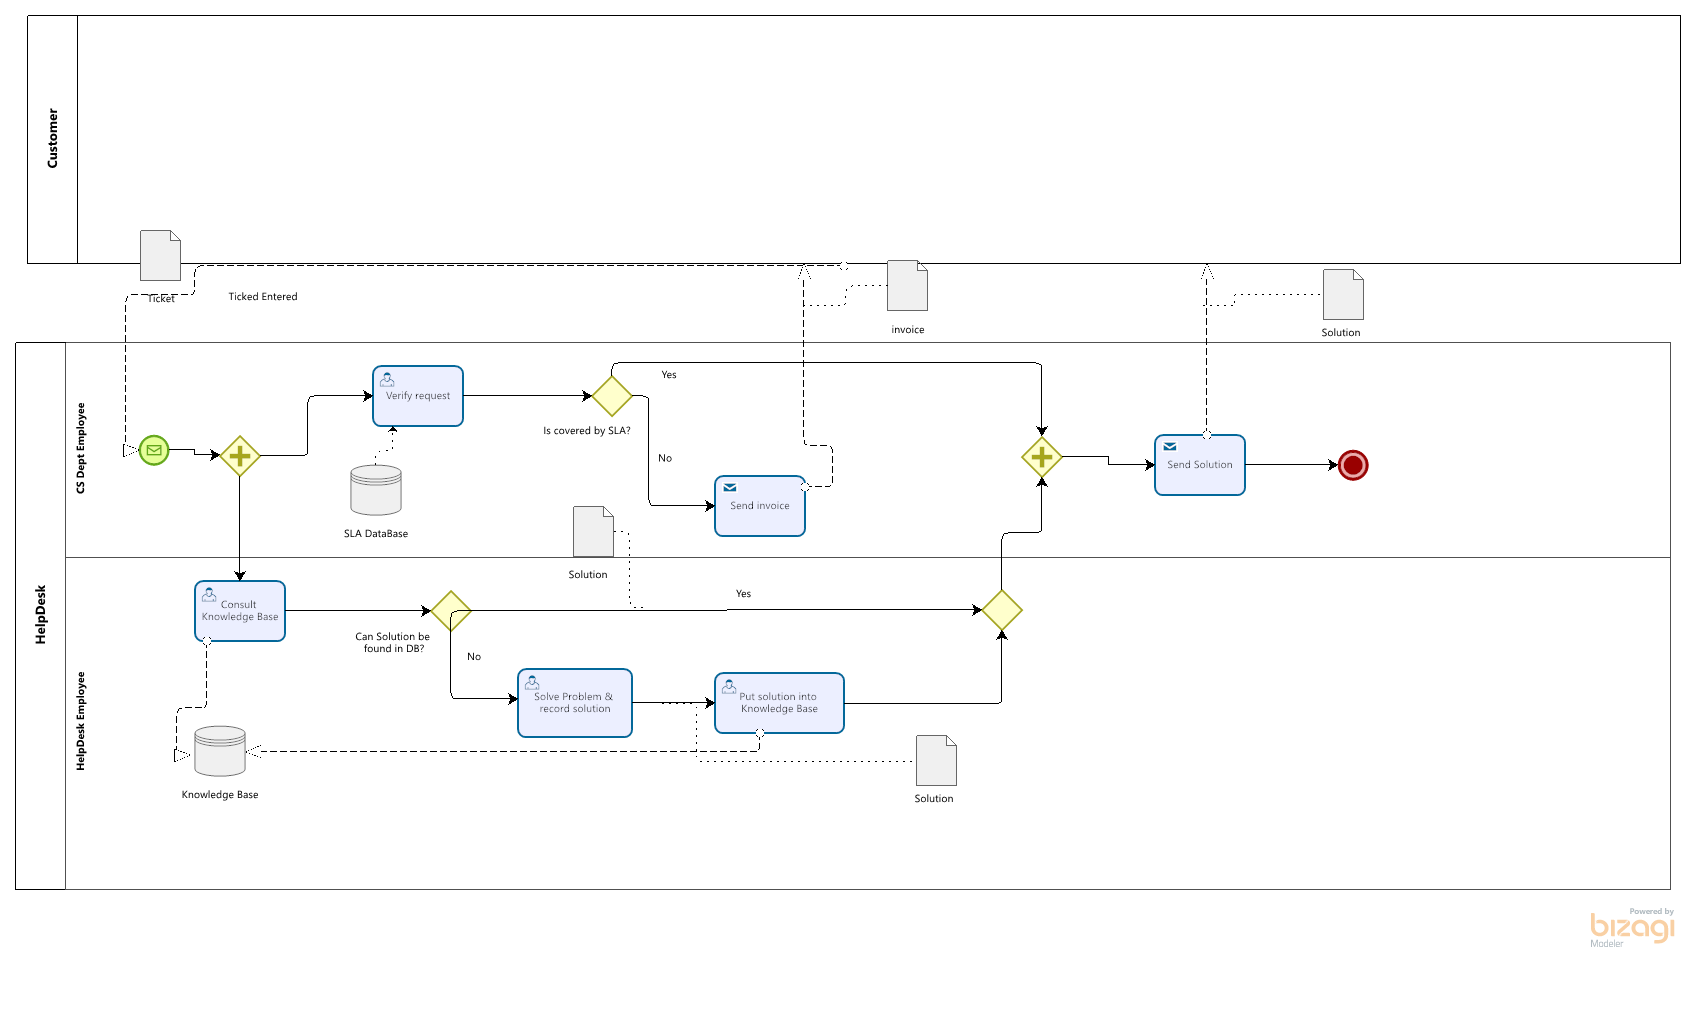 Customer
Ticket
Ticked Entered
invoice
Solution
HelpDesk
CS Dept Employee
Verify request
Yes
Is covered by SLA?
No
Send invoice
Send Solution
SLA DataBase
Solution
HelpDesk Employee
Consult
Knowledge Base
Can Solution be
found in DB?
Yes
No
Solve Problem &
record solution
Put solution into
Knowledge Base
Knowledge Base
Solution
Powered by
bizagi
Modeler